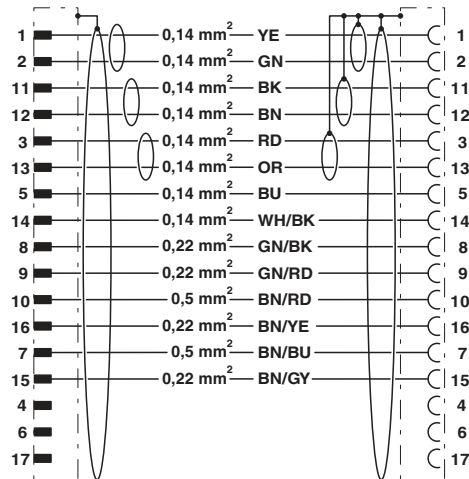 1 0,14 mm² YE 1
2 0,14 mm² GN 2
11 0,14 mm² BK 11
12 0,14 mm² BN 12
3 0,14 mm² RD 3
13 0,14 mm² OR 13
5 0,14 mm² BU 5
14 0,14 mm² WH/BK 14
8 0,22 mm² GN/BK 8
9 0,22 mm² GN/RD 9
10 0,5 mm² BN/RD 10
16 0,22 mm² BN/YE 16
7 0,5 mm² BN/BU 7
15 0,22 mm² BN/GY 15
4 4
6 6
17 17